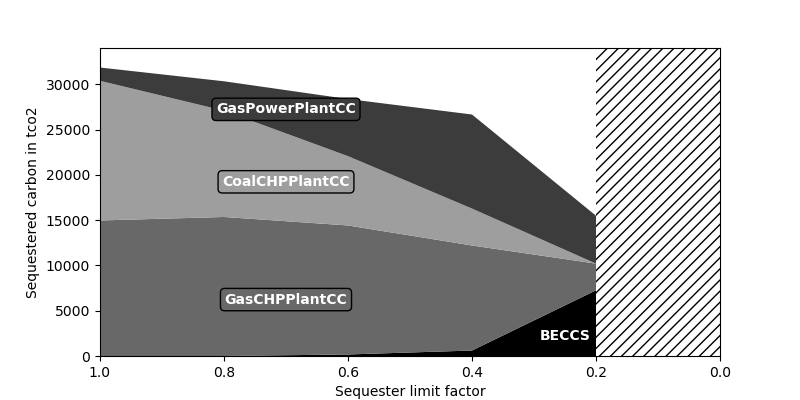 30000
25000
20000
15000
10000
5000
0
Sequestered carbon in tco2
GasPowerPlantCC
CoalCHPPlantCC
GasCHPPlantCC
BECCS
1.0 0.8 0.6 0.4 0.2 0.0
Sequester limit factor